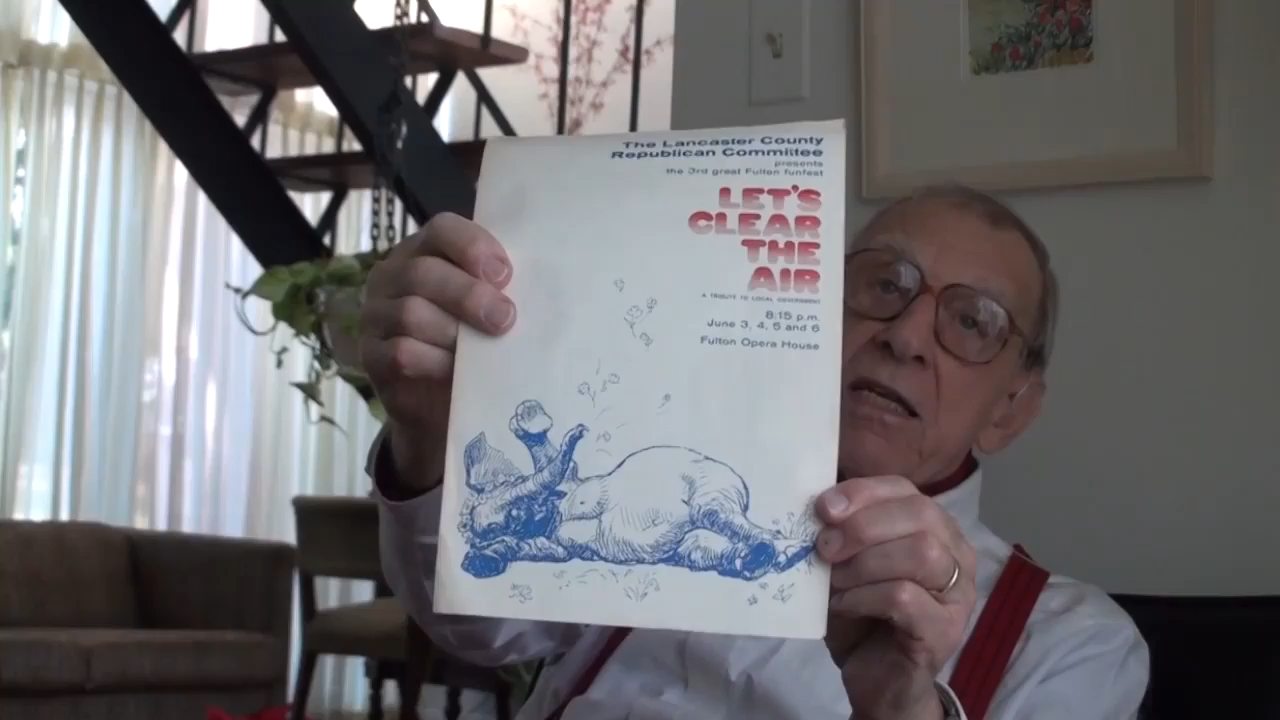 The Lancaster County
Republican Committee
presents
the 3rd great Fulton funfest
LET'S
CLEAR
THE
AIR
A TRIBUTE TO LOCAL GOVERNMENT
8:15 p.m.
June 3, 4, 5 and 6
Fulton Opera House